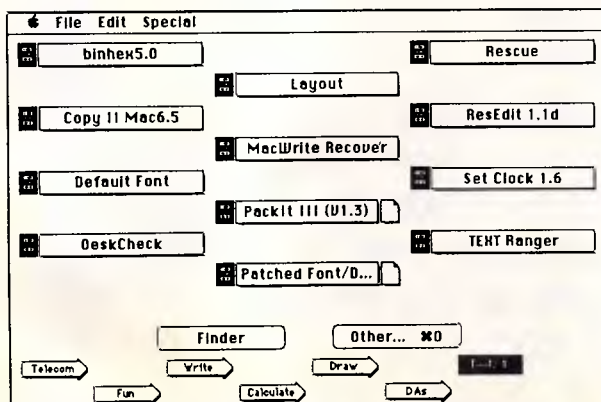 File Edit Special
binhex5.0
Rescue
Layout
Copy II Mac6.5
ResEdit 1.1d
MacWrite Recover
Default Font
Set Clock 1.6
PackIt III (V1.3)
DeskCheck
TEXT Ranger
Patched Font/D...
Finder
Other... ⌘O
Telecom
Write
Draw
Fun
Calculate
DAs